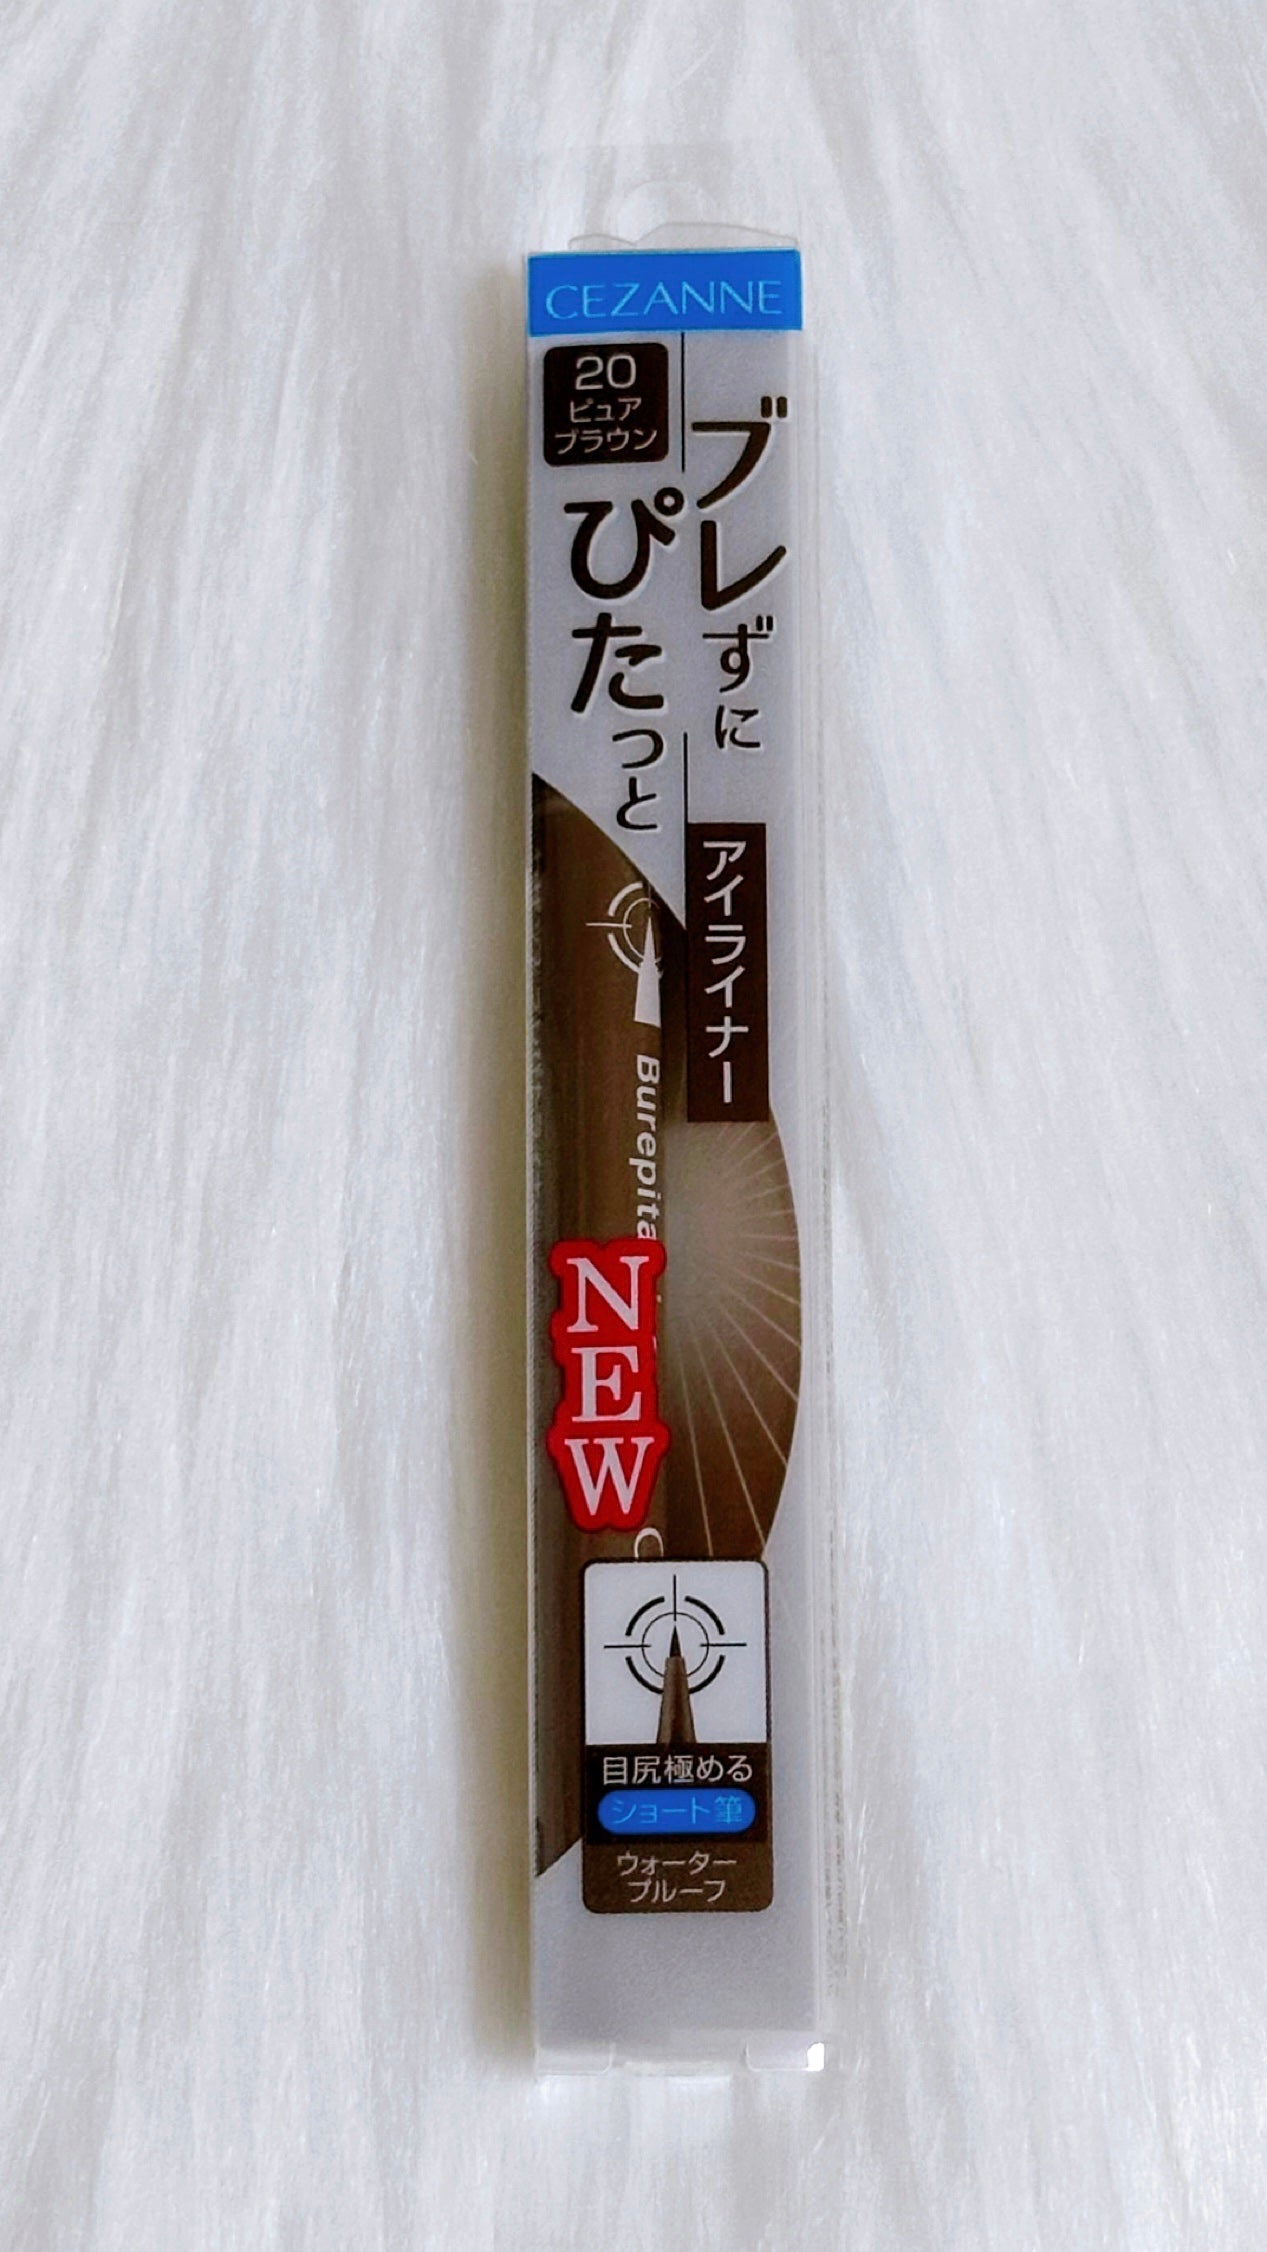 CEZANNE
20
ピュア
ブラウン
ブレずに
ぴたっと
アイライナー
Burepita
NEW
C
目尻極める
ショート筆
ウォーター
プルーフ